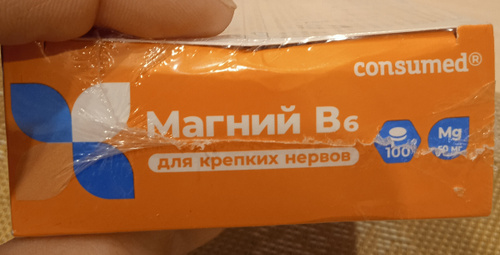 consumed®
Магний B6
для крепких нервов
100
Mg
50 мг